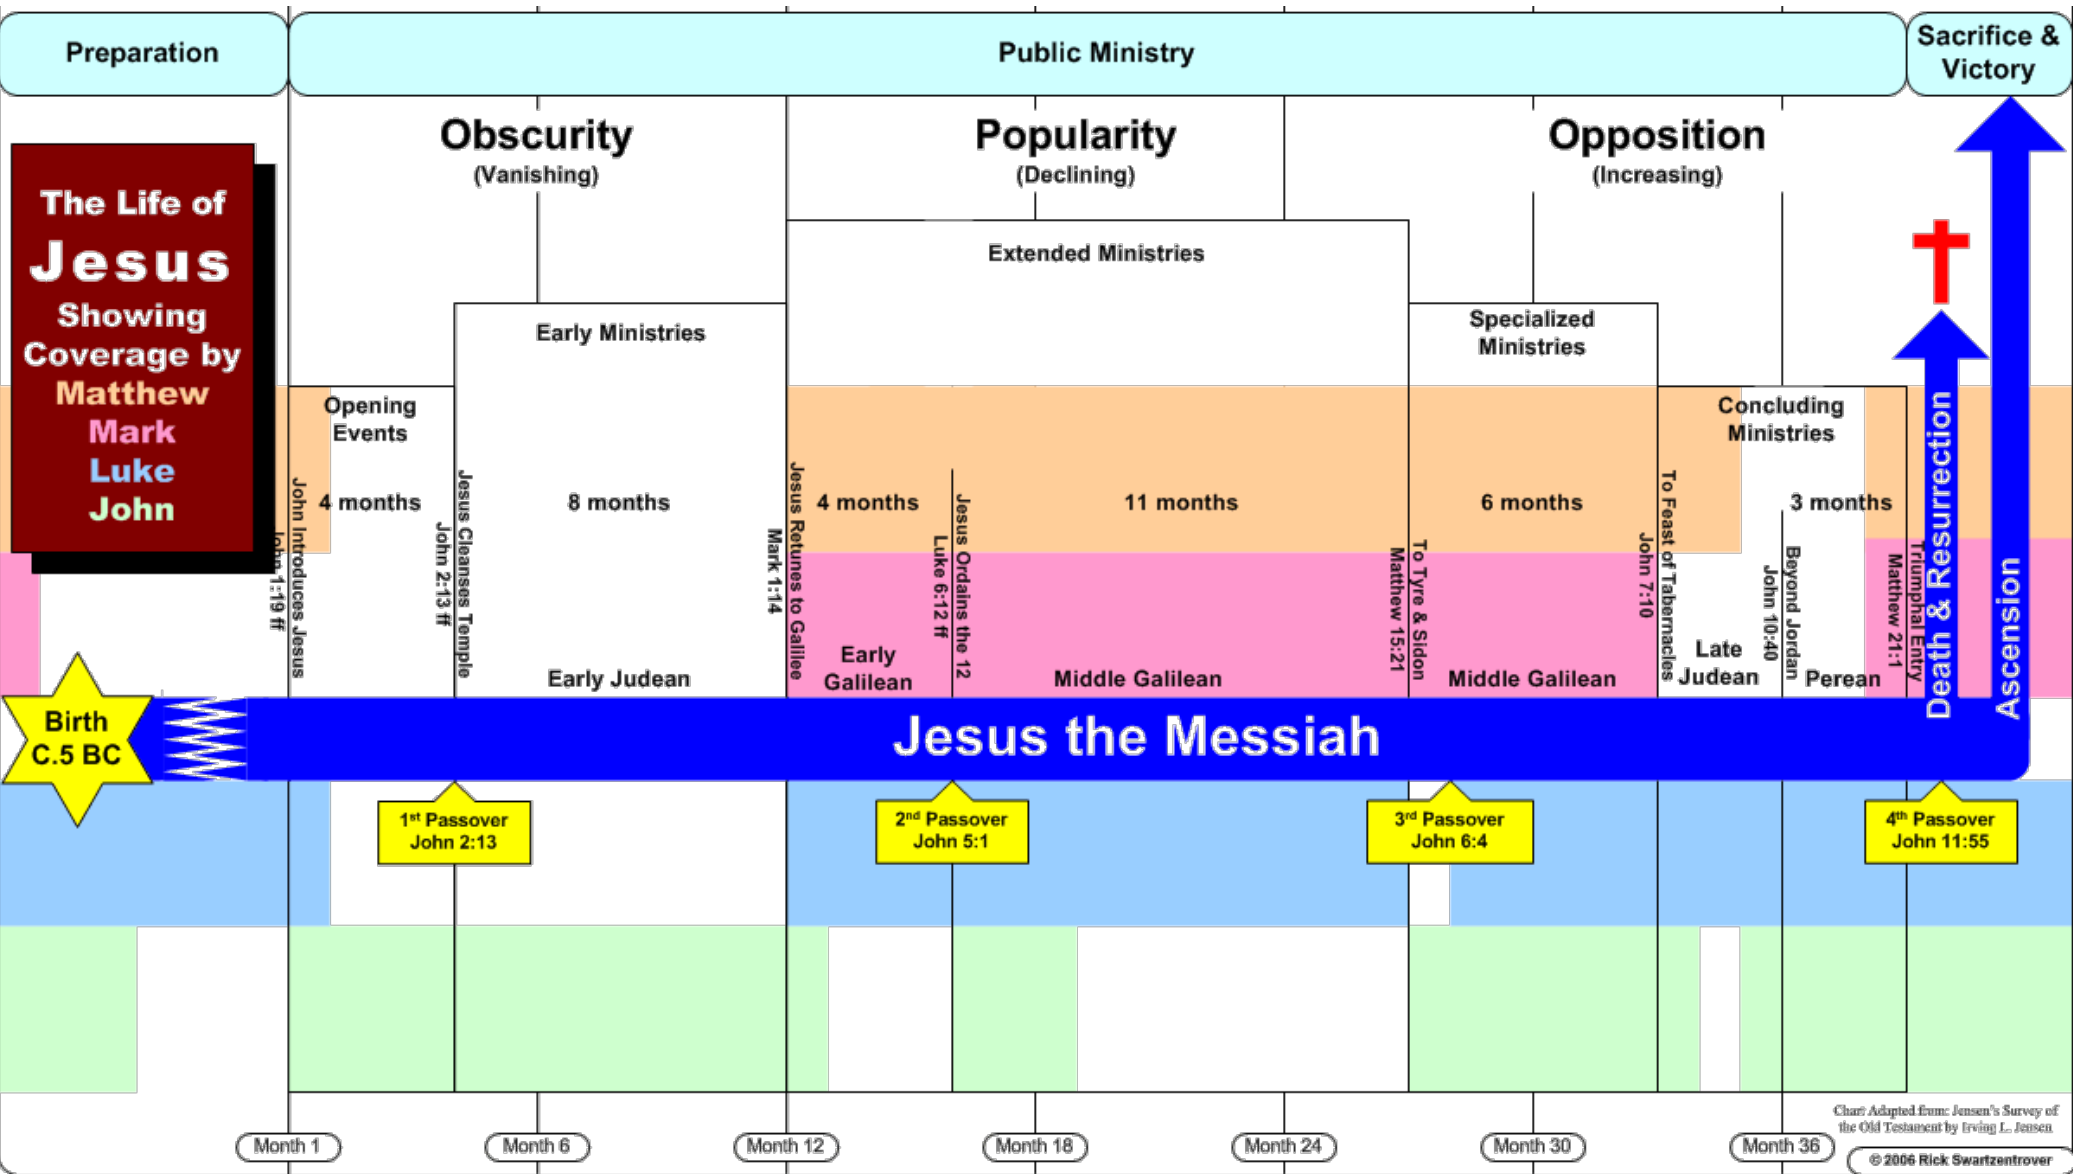 Preparation
Public Ministry
Sacrifice &
Victory
Obscurity
(Vanishing)
Popularity
(Declining)
Opposition
(Increasing)
The Life of
Jesus
Showing
Coverage by
Matthew
Mark
Luke
John
Extended Ministries
Early Ministries
Specialized
Ministries
Opening
Events
Concluding
Ministries
4 months
8 months
4 months
11 months
6 months
3 months
John Introduces Jesus
John 1:19 ff
Jesus Cleanses Temple
John 2:13 ff
Jesus Retunes to Galilee
Mark 1:14
Jesus Ordains the 12
Luke 6:12 ff
To Tyre & Sidon
Matthew 15:21
To Feast of Tabernacles
John 7:10
Beyond Jordan
John 10:40
Triumphal Entry
Matthew 21:1
Death & Resurrection
Ascension
Early Judean
Early
Galilean
Middle Galilean
Middle Galilean
Late
Judean
Perean
Birth
C.5 BC
Jesus the Messiah
1st Passover
John 2:13
2nd Passover
John 5:1
3rd Passover
John 6:4
4th Passover
John 11:55
Month 1
Month 6
Month 12
Month 18
Month 24
Month 30
Month 36
Chart Adapted from: Jensen's Survey of
the Old Testament by Irving L. Jensen
© 2006 Rick Swartzentrover